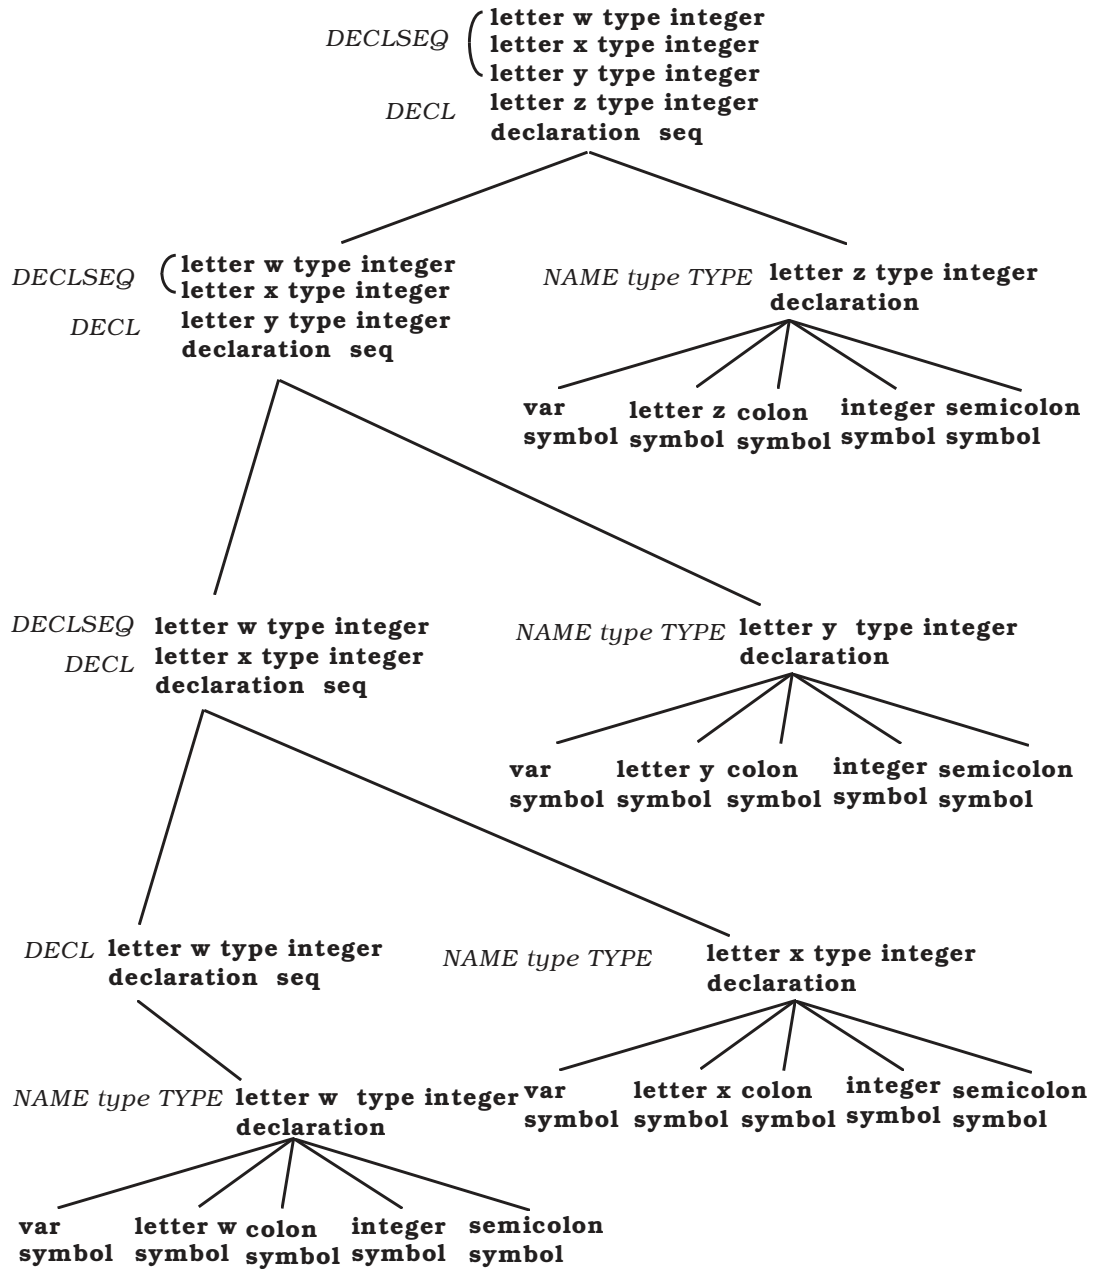 DECLSEQ letter w type integer
letter x type integer
letter y type integer
DECL letter z type integer
declaration seq
DECLSEQ letter w type integer
letter x type integer
DECL letter y type integer
declaration seq
NAME type TYPE letter z type integer
declaration
var symbol
letter z symbol
colon symbol
integer symbol
semicolon symbol
DECLSEQ letter w type integer
DECL letter x type integer
declaration seq
NAME type TYPE letter y type integer
declaration
var symbol
letter y symbol
colon symbol
integer symbol
semicolon symbol
DECL letter w type integer
declaration seq
NAME type TYPE letter x type integer
declaration
NAME type TYPE letter w type integer
declaration
var symbol
letter x symbol
colon symbol
integer symbol
semicolon symbol
var symbol
letter w symbol
colon symbol
integer symbol
semicolon symbol